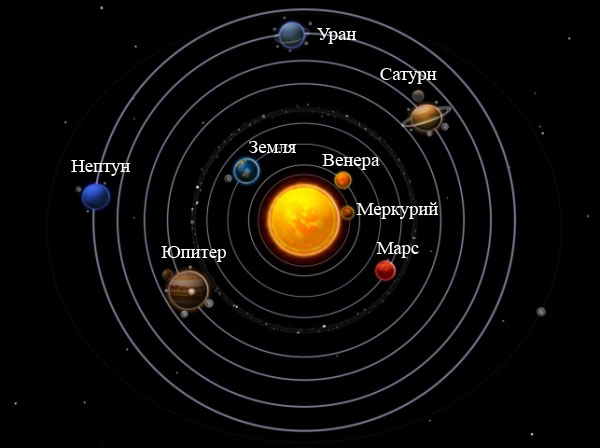 Уран
Сатурн
Земля
Венера
Нептун
Меркурий
Юпитер
Марс